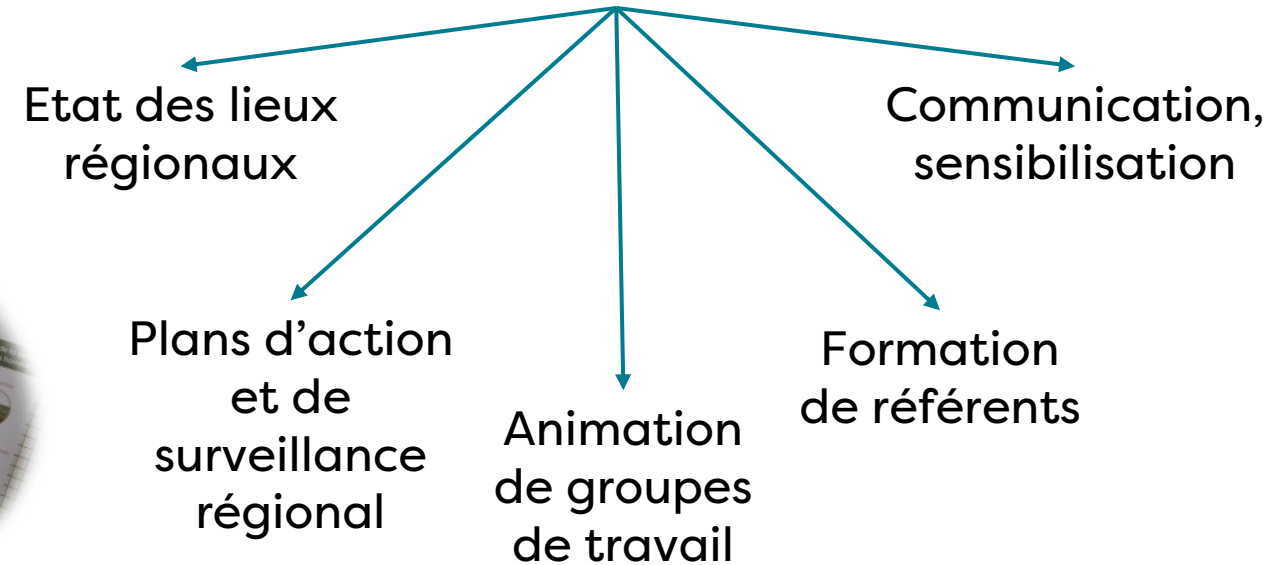 Etat des lieux
régionaux
Communication,
sensibilisation
Plans d’action
et de
surveillance
régional
Animation
de groupes
de travail
Formation
de référents